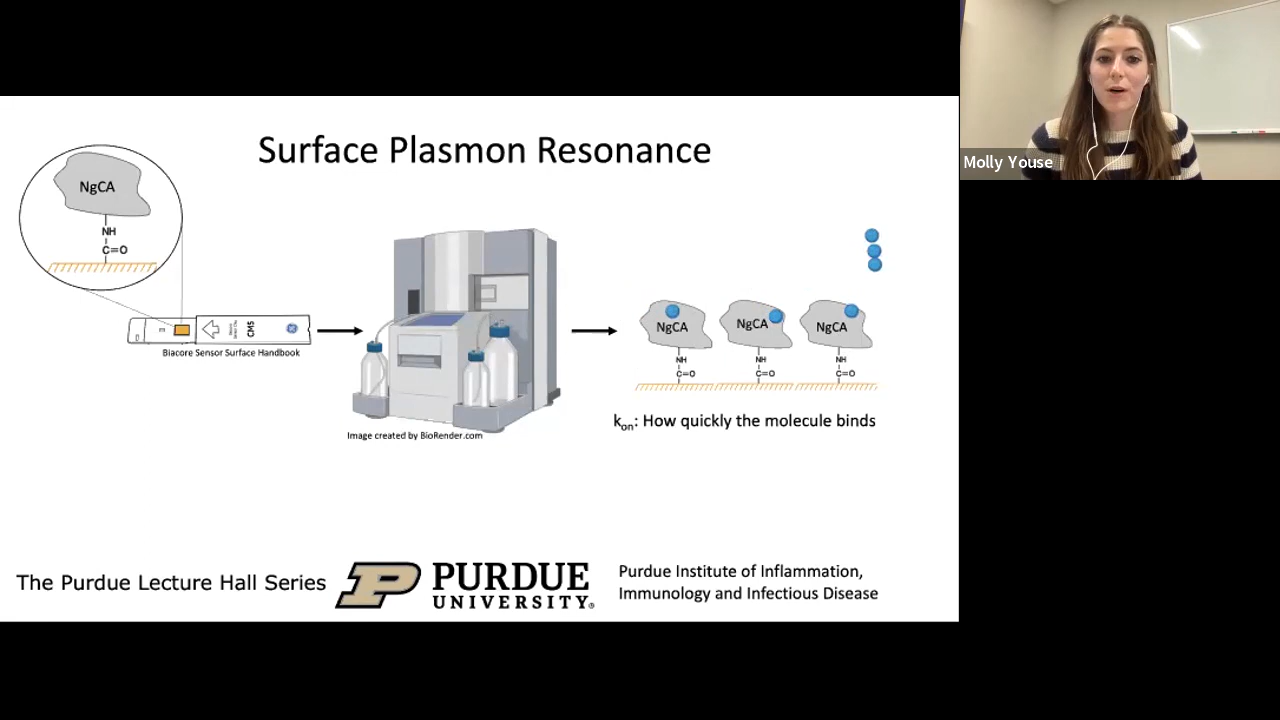 Surface Plasmon Resonance
NgCA
NH
C=O
CM5
Biacore Sensor Surface Handbook
Image created by BioRender.com
NgCA
NgCA
NgCA
NH
NH
NH
C=O
C=O
C=O
kon: How quickly the molecule binds
The Purdue Lecture Hall Series
PURDUE
UNIVERSITY®
Purdue Institute of Inflammation,
Immunology and Infectious Disease
Molly Youse